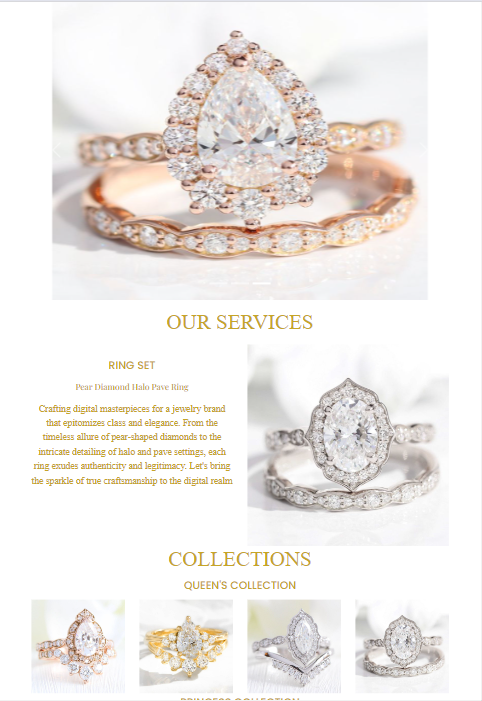 OUR SERVICES
RING SET
Pear Diamond Halo Pave Ring
Crafting digital masterpieces for a jewelry brand
that epitomizes class and elegance. From the
timeless allure of pear-shaped diamonds to the
intricate detailing of halo and pave settings, each
ring exudes authenticity and legitimacy. Let's bring
the sparkle of true craftsmanship to the digital realm
COLLECTIONS
QUEEN'S COLLECTION
PRINCESS COLLECTION